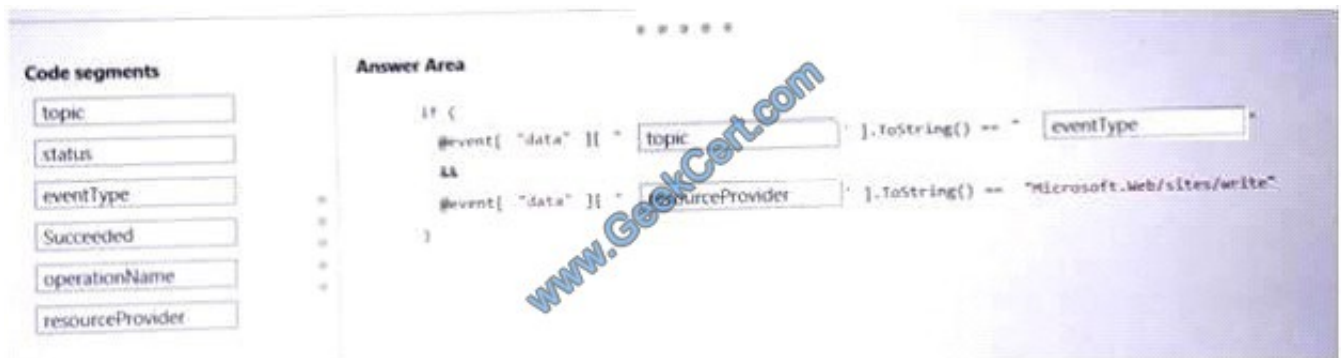 Code segments
topic
status
eventType
Succeeded
operationName
resourceProvider
Answer Area
if (
@event[ "data" ][ " topic " ].ToString() == " eventType "
&&
@event[ "data" ][ " resourceProvider " ].ToString() == "Microsoft.Web/sites/write"
)
www.GeekCert.com